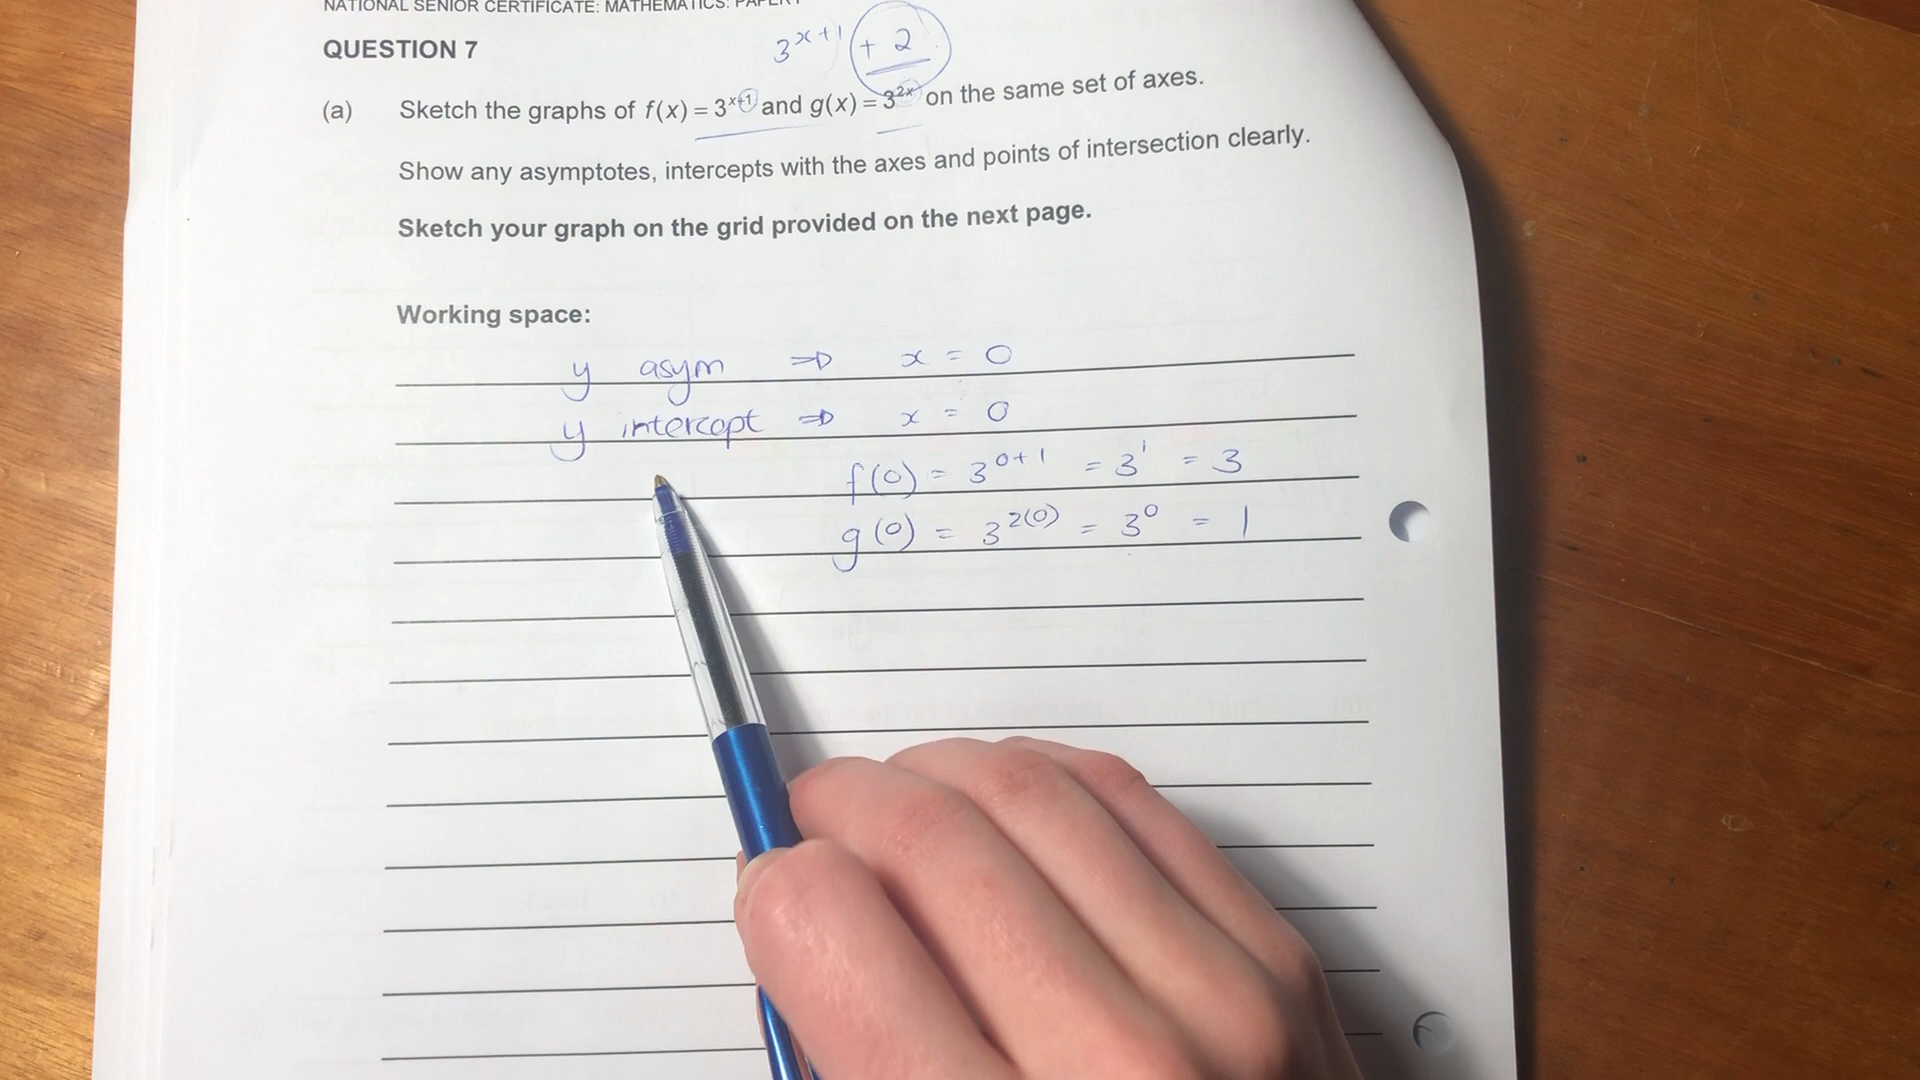 NATIONAL SENIOR CERTIFICATE: MATHEMATICS: PAPER I
QUESTION 7
3^{x+1} + 2
(a) Sketch the graphs of f(x) = 3^{x+1} and g(x) = 3^{2x} on the same set of axes.
Show any asymptotes, intercepts with the axes and points of intersection clearly.
Sketch your graph on the grid provided on the next page.
Working space:
y asym ⇒ x = 0
y intercept ⇒ x = 0
f(0) = 3^{0+1} = 3^1 = 3
g(0) = 3^{2(0)} = 3^0 = 1